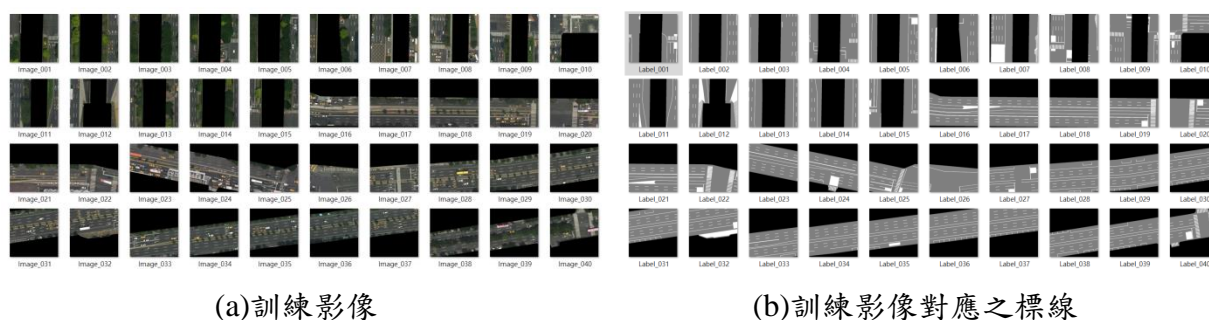 Image_001 Image_002 Image_003 Image_004 Image_005 Image_006 Image_007 Image_008 Image_009 Image_010
Image_011 Image_012 Image_013 Image_014 Image_015 Image_016 Image_017 Image_018 Image_019 Image_020
Image_021 Image_022 Image_023 Image_024 Image_025 Image_026 Image_027 Image_028 Image_029 Image_030
Image_031 Image_032 Image_033 Image_034 Image_035 Image_036 Image_037 Image_038 Image_039 Image_040
(a)訓練影像
Label_001 Label_002 Label_003 Label_004 Label_005 Label_006 Label_007 Label_008 Label_009 Label_010
Label_011 Label_012 Label_013 Label_014 Label_015 Label_016 Label_017 Label_018 Label_019 Label_020
Label_021 Label_022 Label_023 Label_024 Label_025 Label_026 Label_027 Label_028 Label_029 Label_030
Label_031 Label_032 Label_033 Label_034 Label_035 Label_036 Label_037 Label_038 Label_039 Label_040
(b)訓練影像對應之標線